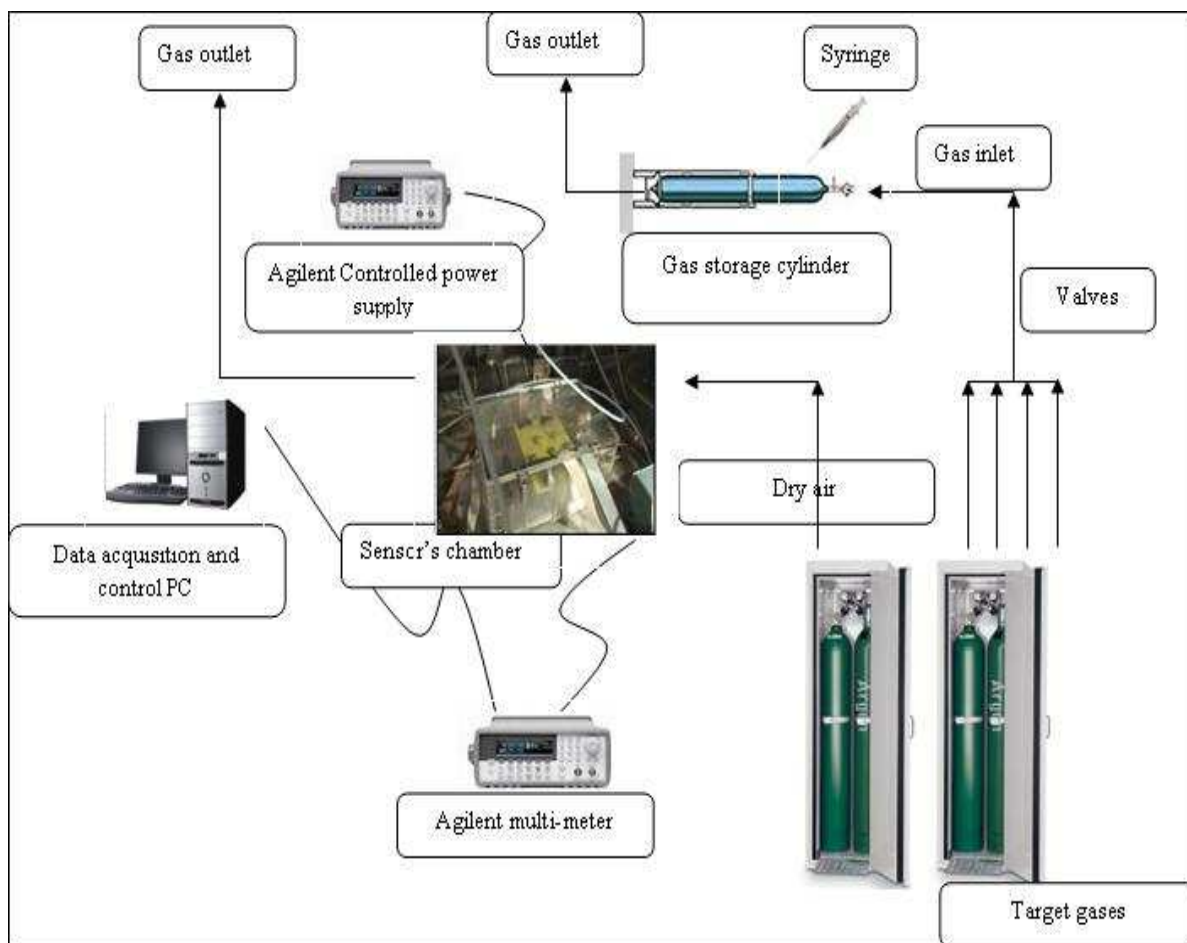 Gas outlet
Gas outlet
Syringe
Gas inlet
Agilent Controlled power
supply
Gas storage cylinder
Valves
Dry air
Data acquisition and
control PC
Senscr's chamber
Agilent multi-meter
Target gases